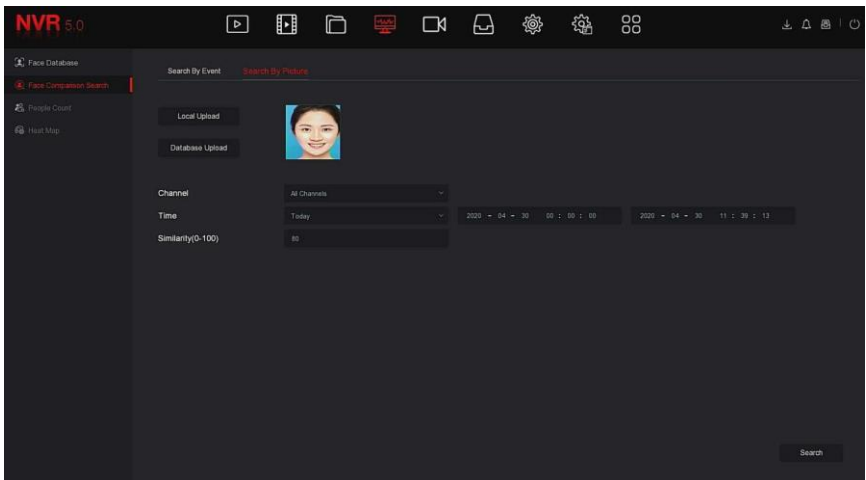 NVR 5.0
Face Database
Face Comparison Search
People Count
Heat Map
Search By Event Search By Picture
Local Upload
Database Upload
Channel All Channels
Time Today 2020 - 04 - 30 00 : 00 : 00 2020 - 04 - 30 11 : 39 : 13
Similarity(0-100) 80
Search